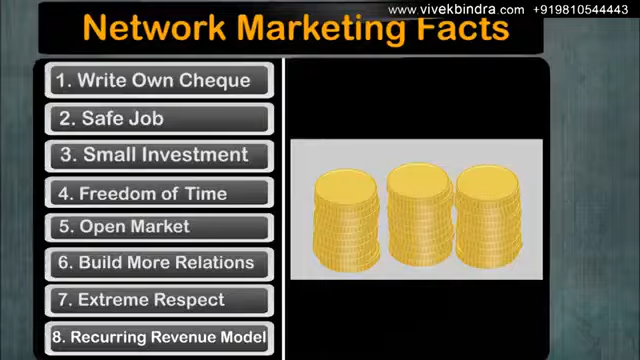 www.vivekbindra.com +919810544443
Network Marketing Facts
1. Write Own Cheque
2. Safe Job
3. Small Investment
4. Freedom of Time
5. Open Market
6. Build More Relations
7. Extreme Respect
8. Recurring Revenue Model